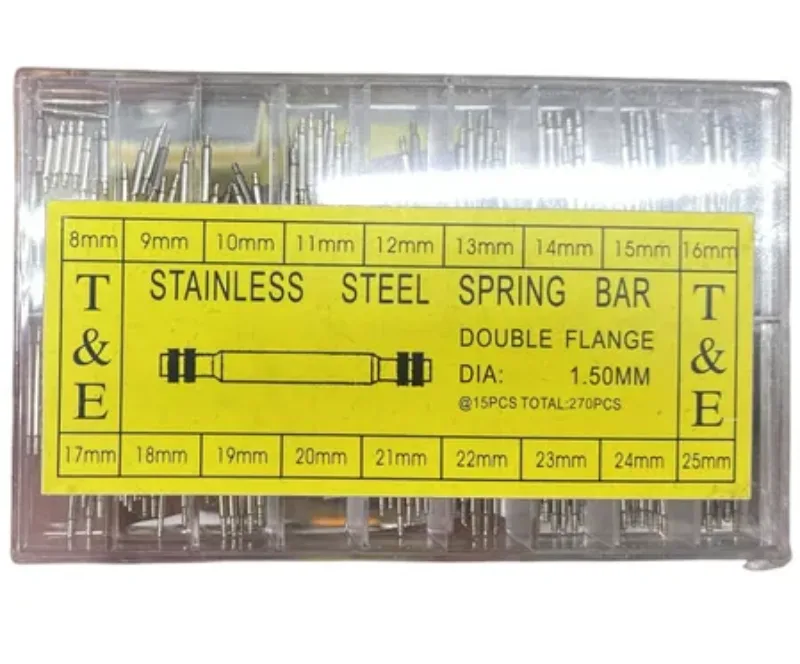 8mm 9mm 10mm 11mm 12mm 13mm 14mm 15mm 16mm
T & E
STAINLESS STEEL SPRING BAR
DOUBLE FLANGE
DIA: 1.50MM
@15PCS TOTAL:270PCS
T & E
17mm 18mm 19mm 20mm 21mm 22mm 23mm 24mm 25mm